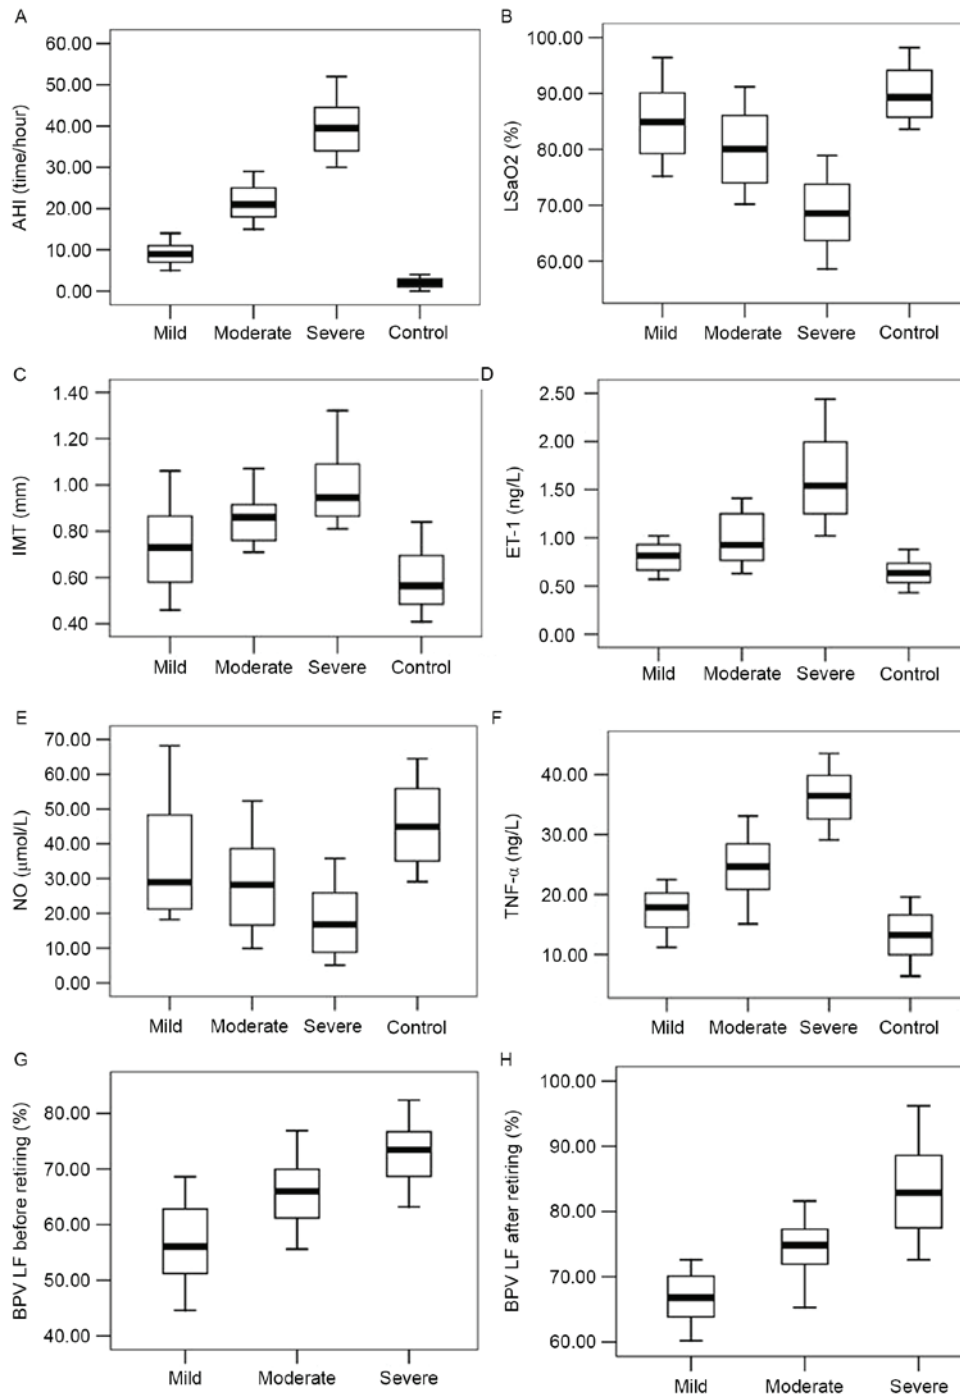 A
AHI (time/hour)
60.00
50.00
40.00
30.00
20.00
10.00
0.00
Mild Moderate Severe Control
B
LSaO2 (%)
100.00
90.00
80.00
70.00
60.00
Mild Moderate Severe Control
C
IMT (mm)
1.40
1.20
1.00
0.80
0.60
0.40
Mild Moderate Severe Control
D
ET-1 (ng/L)
2.50
2.00
1.50
1.00
0.50
0.00
Mild Moderate Severe Control
E
NO (μmol/L)
70.00
60.00
50.00
40.00
30.00
20.00
10.00
0.00
Mild Moderate Severe Control
F
TNF-α (ng/L)
40.00
30.00
20.00
10.00
Mild Moderate Severe Control
G
BPV LF before retiring (%)
80.00
70.00
60.00
50.00
40.00
Mild Moderate Severe
H
BPV LF after retiring (%)
100.00
90.00
80.00
70.00
60.00
Mild Moderate Severe